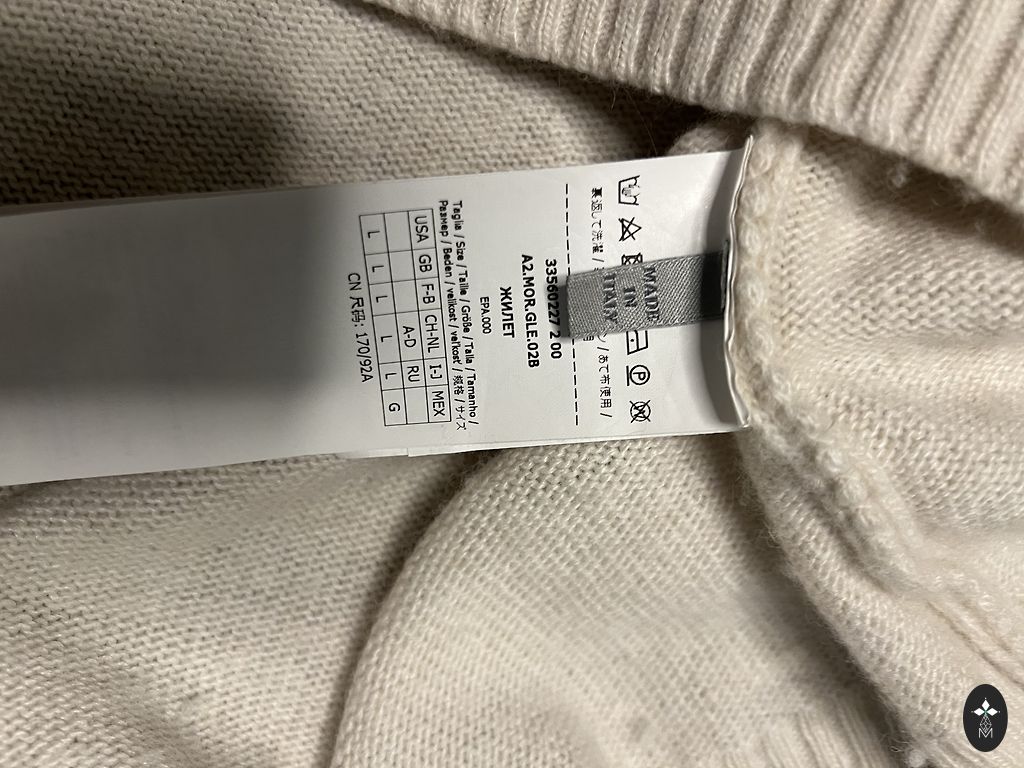 MADE
IN
ITALY
裏返して洗濯 /
あて布使用 /
33560227 2 00
A2.MOR.GLE.02B
ЖИЛЕТ
EPA.000
Taglia / Size / Taille / Größe / Talla / Tamanho /
Размер / Beden / velikost / veľkosť / 规格 / サイズ
USA GB F-B CH-NL I-J MEX
A-D RU
L L L L L G
CN 尺码: 170/92A
M